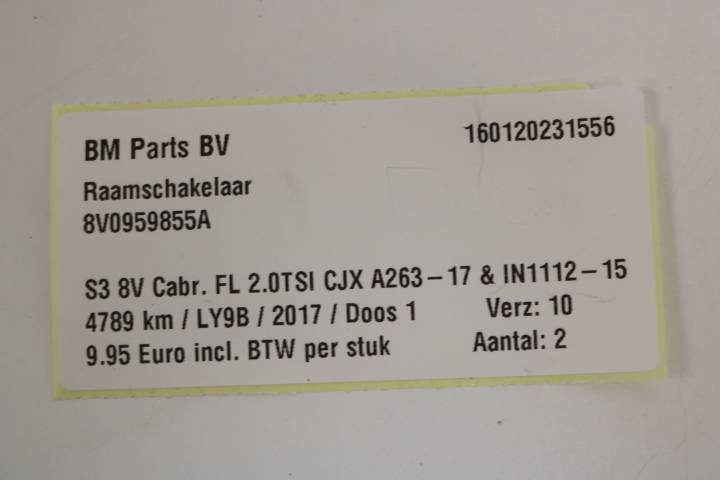 BM Parts BV 160120231556
Raamschakelaar
8V0959855A
S3 8V Cabr. FL 2.0TSI CJX A263-17 & IN1112-15
4789 km / LY9B / 2017 / Doos 1 Verz: 10
9.95 Euro incl. BTW per stuk Aantal: 2